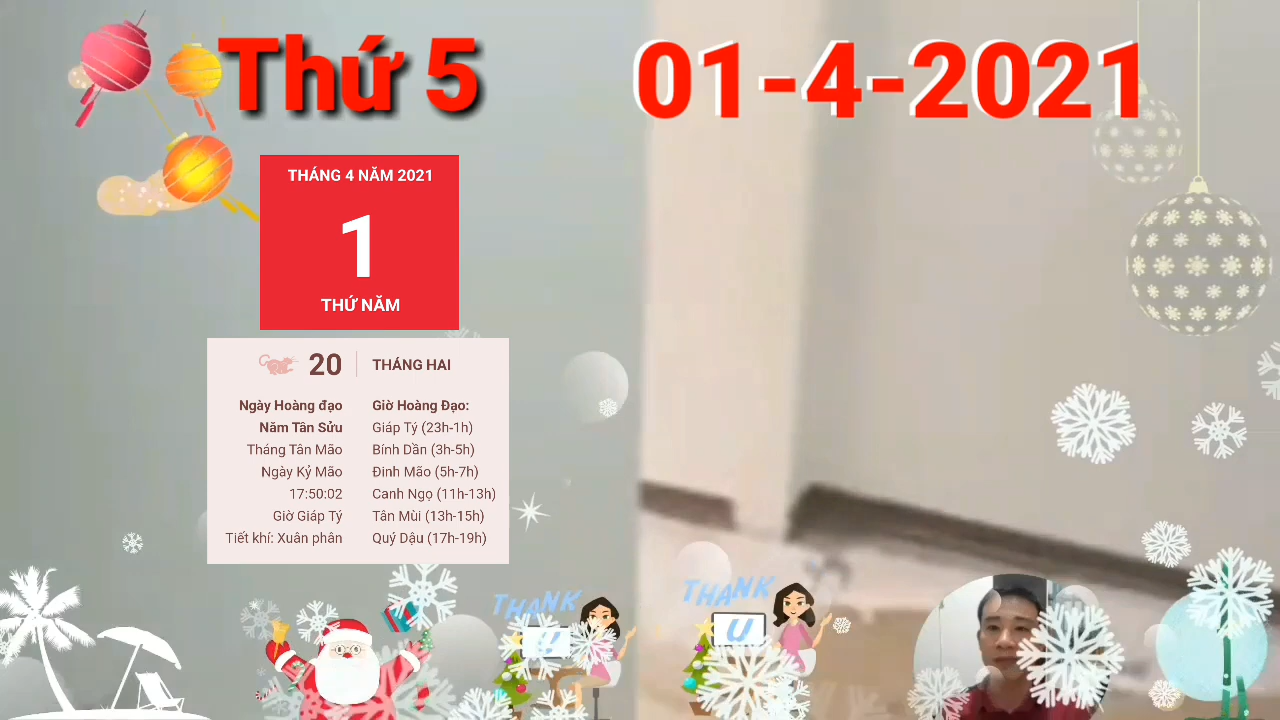 Thứ 5
01-4-2021
THÁNG 4 NĂM 2021
1
THỨ NĂM
20
THÁNG HAI
Ngày Hoàng đạo
Năm Tân Sửu
Tháng Tân Mão
Ngày Kỷ Mão
17:50:02
Giờ Giáp Tý
Tiết khí: Xuân phân
Giờ Hoàng Đạo:
Giáp Tý (23h-1h)
Bính Dần (3h-5h)
Đinh Mão (5h-7h)
Canh Ngọ (11h-13h)
Tân Mùi (13h-15h)
Quý Dậu (17h-19h)
THANK
U
THANK
U